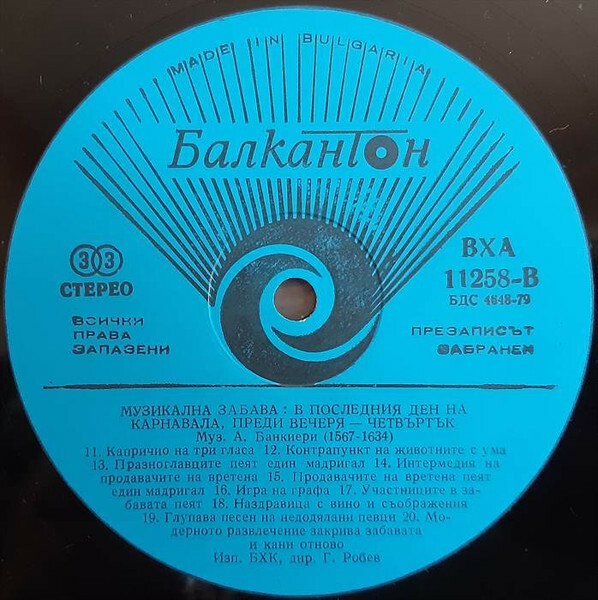 MADE IN BULGARIA
Балкантон
33
СТЕРЕО
ВХА
11258-В
БДС 4648-79
ВСИЧКИ
ПРАВА
ЗАПАЗЕНИ
ПРЕЗАПИСЪТ
ЗАБРАНЕН
МУЗИКАЛНА ЗАБАВА : В ПОСЛЕДНИЯ ДЕН НА
КАРНАВАЛА, ПРЕДИ ВЕЧЕРЯ — ЧЕТВЪРТЪК
Муз. А. Банкиери (1567-1634)
11. Капричио на три гласа 12. Контрапункт на животните с ума
13. Празноглавците пеят един мадригал 14. Интермедия на
продавачите на вретена 15. Продавачите на вретена пеят
един мадригал 16. Игра на графа 17. Участниците в за-
бавата пеят 18. Наздравица с вино и съображения
19. Глупава песен на недодялани певци 20. Мо-
дерното развлечение закрива забавата
и кани отново
Изп. БХК, дир. Г. Робев